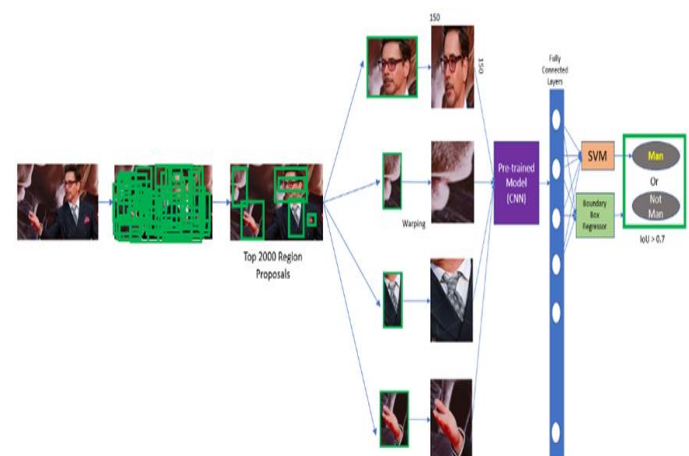 150
150
Fully
Connected
Layers
Top 2000 Region
Proposals
Warping
Pre-trained
Model
(CNN)
SVM
Boundary
Box
Regressor
Man
Or
Not
Man
IoU > 0.7